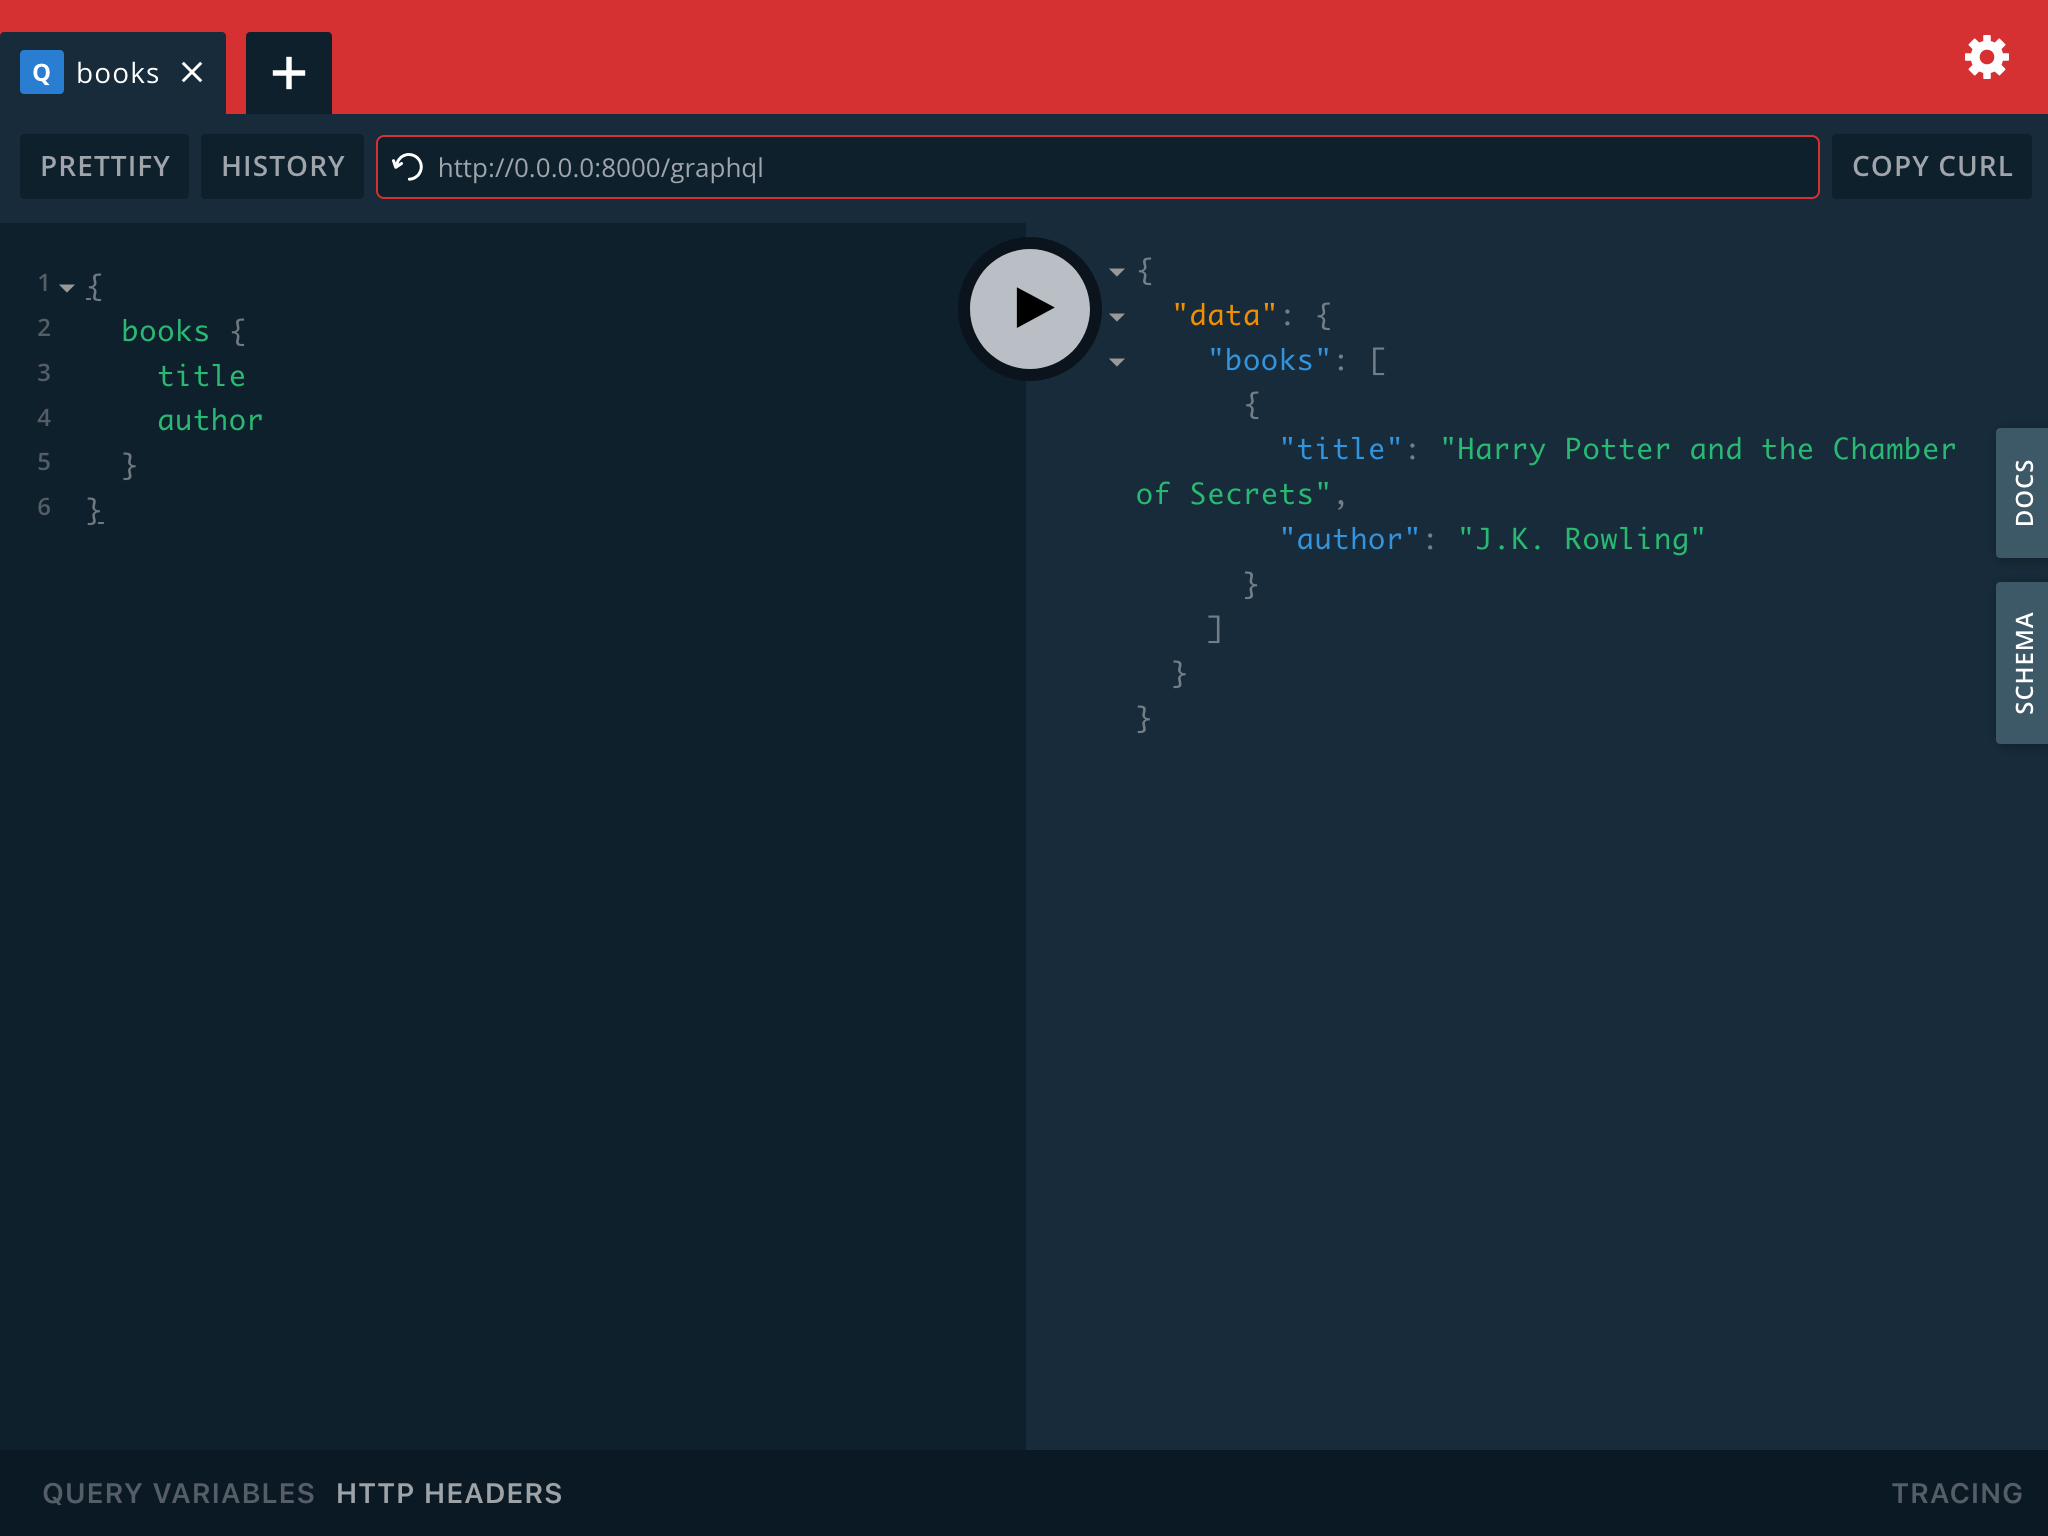 Q books
PRETTIFY HISTORY http://0.0.0.0:8000/graphql COPY CURL
1 {
2 books {
3 title
4 author
5 }
6 }
{
"data": {
"books": [
{
"title": "Harry Potter and the Chamber
of Secrets",
"author": "J.K. Rowling"
}
]
}
}
DOCS
SCHEMA
QUERY VARIABLES HTTP HEADERS TRACING